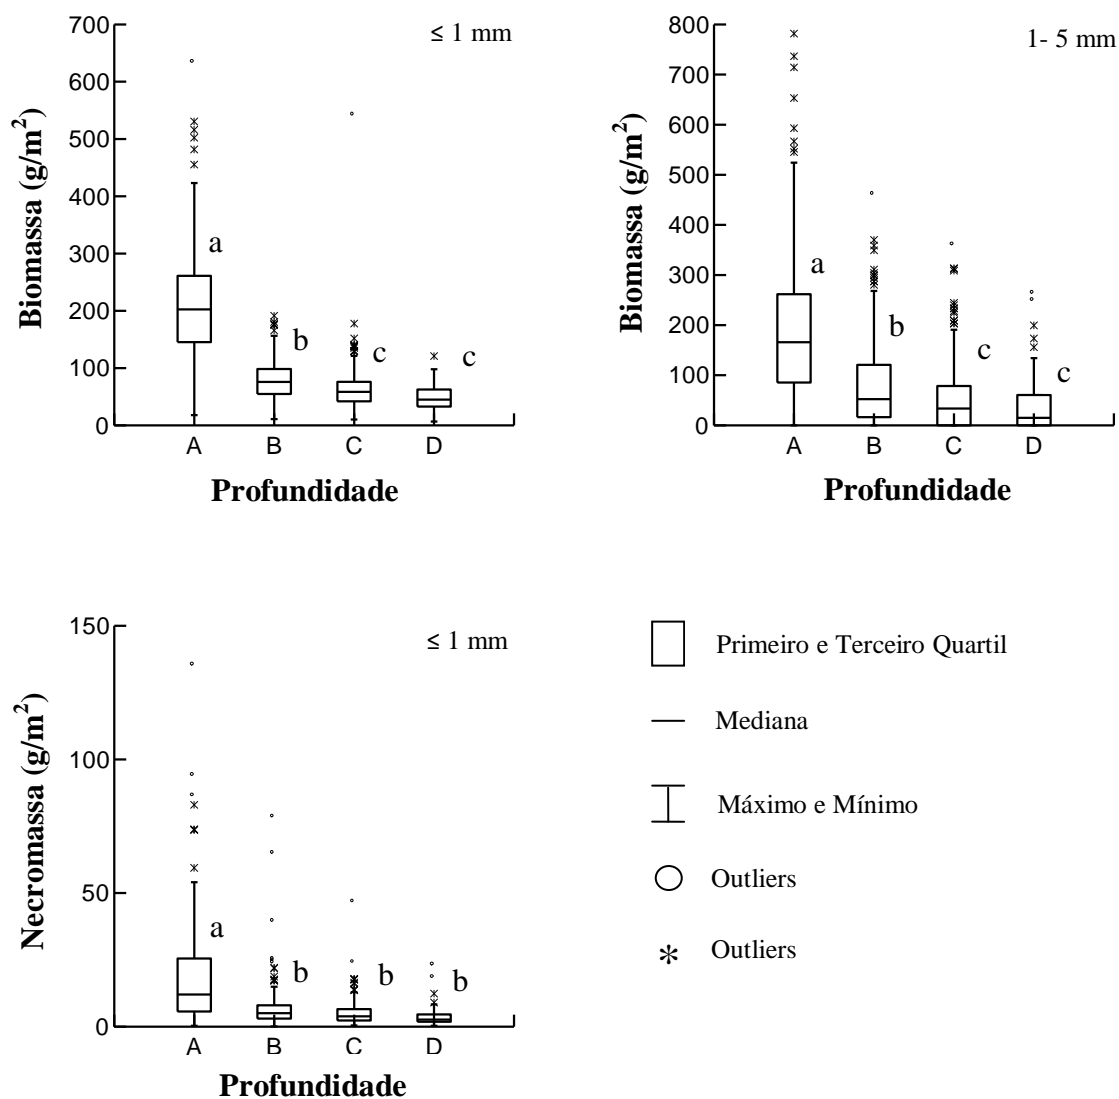 ≤ 1 mm
700
600
500
400
300
200
100
0
Biomassa (g/m²)
a
b
c
c
A B C D
Profundidade
1- 5 mm
800
700
600
500
400
300
200
100
0
Biomassa (g/m²)
a
b
c
c
A B C D
Profundidade
≤ 1 mm
150
100
50
0
Necromassa (g/m²)
a
b
b
b
A B C D
Profundidade
Primeiro e Terceiro Quartil
Mediana
Máximo e Mínimo
Outliers
* Outliers